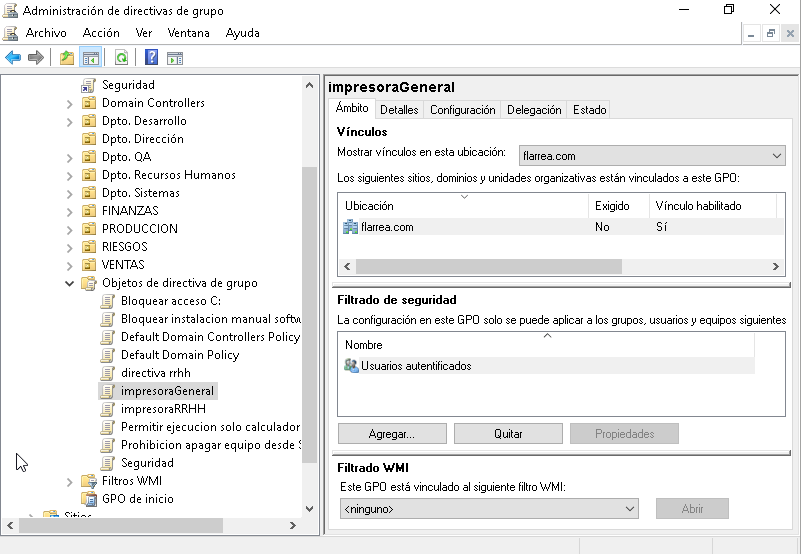 Administración de directivas de grupo
Archivo Acción Ver Ventana Ayuda
Seguridad
Domain Controllers
Dpto. Desarrollo
Dpto. Dirección
Dpto. QA
Dpto. Recursos Humanos
Dpto. Sistemas
FINANZAS
PRODUCCION
RIESGOS
VENTAS
Objetos de directiva de grupo
Bloquear acceso C:
Bloquear instalacion manual softw
Default Domain Controllers Policy
Default Domain Policy
directiva rrhh
impresoraGeneral
impresoraRRHH
Permitir ejecucion solo calculador
Prohibicion apagar equipo desde S
Seguridad
Filtros WMI
GPO de inicio
Sitios
impresoraGeneral
Ámbito Detalles Configuración Delegación Estado
Vínculos
Mostrar vínculos en esta ubicación: flarrea.com
Los siguientes sitios, dominios y unidades organizativas están vinculados a este GPO:
Ubicación Exigido Vínculo habilitado
flarrea.com No Sí
Filtrado de seguridad
La configuración en este GPO solo se puede aplicar a los grupos, usuarios y equipos siguientes
Nombre
Usuarios autentificados
Agregar... Quitar Propiedades
Filtrado WMI
Este GPO está vinculado al siguiente filtro WMI:
<ninguno> Abrir